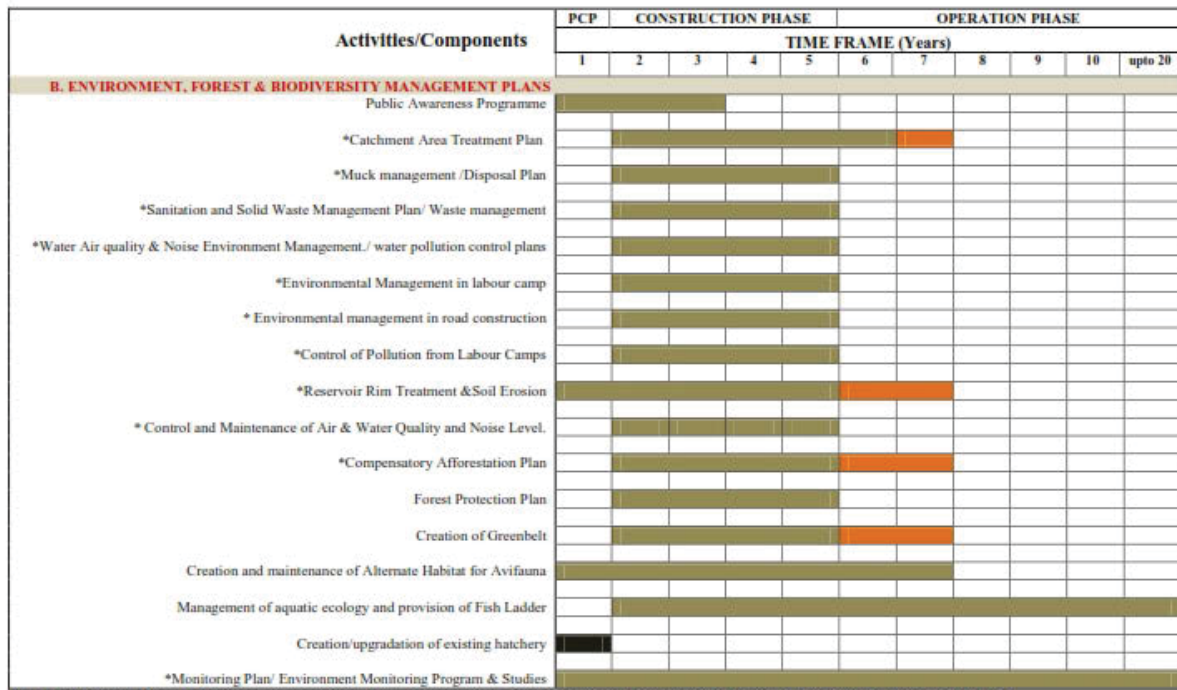 PCP CONSTRUCTION PHASE OPERATION PHASE
Activities/Components
TIME FRAME (Years)
1 2 3 4 5 6 7 8 9 10 upto 20
B. ENVIRONMENT, FOREST & BIODIVERSITY MANAGEMENT PLANS
Public Awareness Programme
*Catchment Area Treatment Plan
*Muck management /Disposal Plan
*Sanitation and Solid Waste Management Plan/ Waste management
*Water Air quality & Noise Environment Management./ water pollution control plans
*Environmental Management in labour camp
* Environmental management in road construction
*Control of Pollution from Labour Camps
*Reservoir Rim Treatment &Soil Erosion
* Control and Maintenance of Air & Water Quality and Noise Level.
*Compensatory Afforestation Plan
Forest Protection Plan
Creation of Greenbelt
Creation and maintenance of Alternate Habitat for Avifauna
Management of aquatic ecology and provision of Fish Ladder
Creation/upgradation of existing hatchery
*Monitoring Plan/ Environment Monitoring Program & Studies